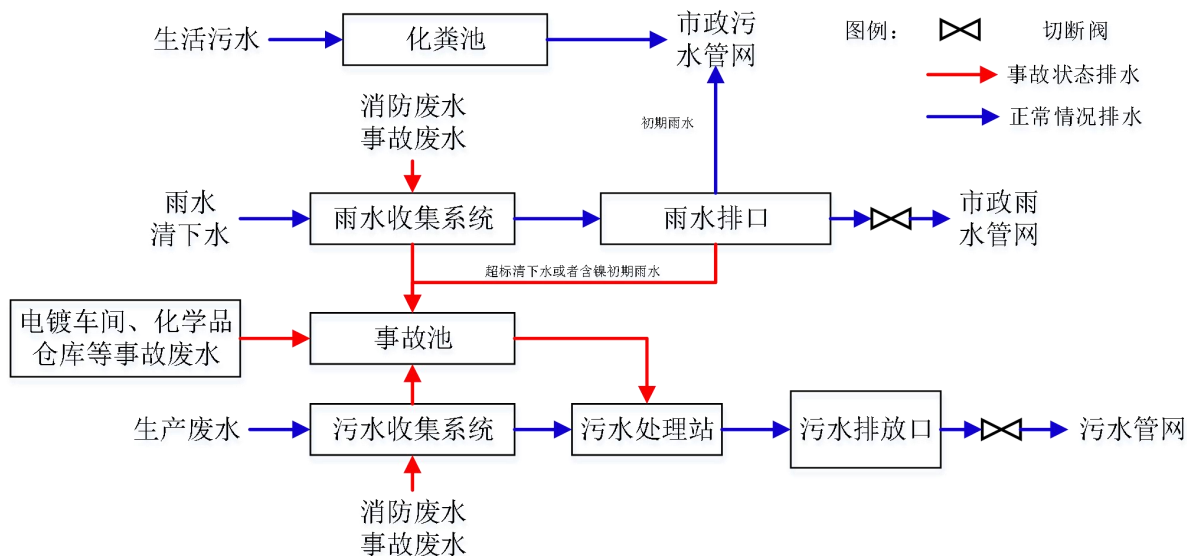 生活污水
化粪池
市政污
水管网
图例：
切断阀
事故状态排水
正常情况排水
消防废水
事故废水
初期雨水
雨水
清下水
雨水收集系统
雨水排口
市政雨
水管网
超标清下水或者含镍初期雨水
电镀车间、化学品
仓库等事故废水
事故池
生产废水
污水收集系统
污水处理站
污水排放口
污水管网
消防废水
事故废水